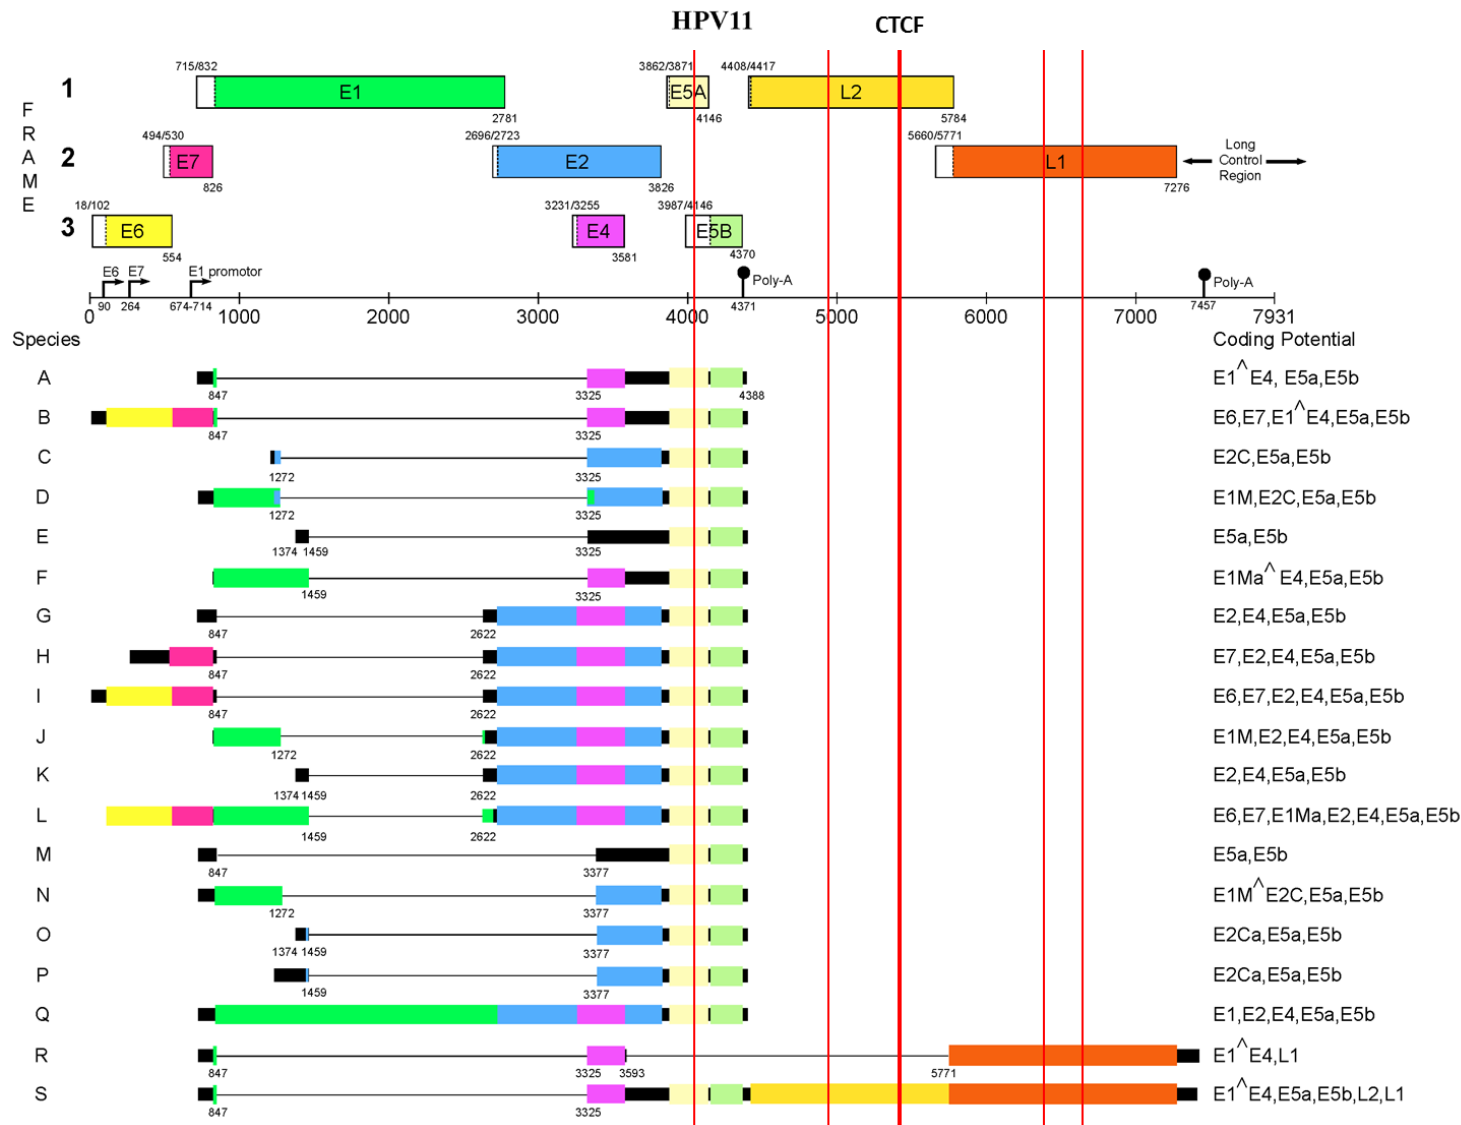 HPV11 CTCF
715/832 3862/3871 4408/4417
1 E1 E5A L2
2781 4146 5784
494/530 2696/2723 5660/5771
FRAME
2 E7 E2 L1 Long Control Region
826 3826 7276
18/102 3231/3255 3987/4146
3 E6 E4 E5B
554 3581 4370
E6 E7 E1 promotor Poly-A Poly-A
90 264 674-714 4371 7457
0 1000 2000 3000 4000 5000 6000 7000 7931
Species Coding Potential
A E1^E4, E5a,E5b
847 3325 4388
B E6,E7,E1^E4,E5a,E5b
847 3325
C E2C,E5a,E5b
1272 3325
D E1M,E2C,E5a,E5b
1272 3325
E E5a,E5b
1374 1459 3325
F E1Ma^E4,E5a,E5b
1459 3325
G E2,E4,E5a,E5b
847 2622
H E7,E2,E4,E5a,E5b
847 2622
I E6,E7,E2,E4,E5a,E5b
847 2622
J E1M,E2,E4,E5a,E5b
1272 2622
K E2,E4,E5a,E5b
1374 1459 2622
L E6,E7,E1Ma,E2,E4,E5a,E5b
1459 2622
M E5a,E5b
847 3377
N E1M^E2C,E5a,E5b
1272 3377
O E2Ca,E5a,E5b
1374 1459 3377
P E2Ca,E5a,E5b
1459 3377
Q E1,E2,E4,E5a,E5b
R E1^E4,L1
847 3325 3593 5771
S E1^E4,E5a,E5b,L2,L1
847 3325